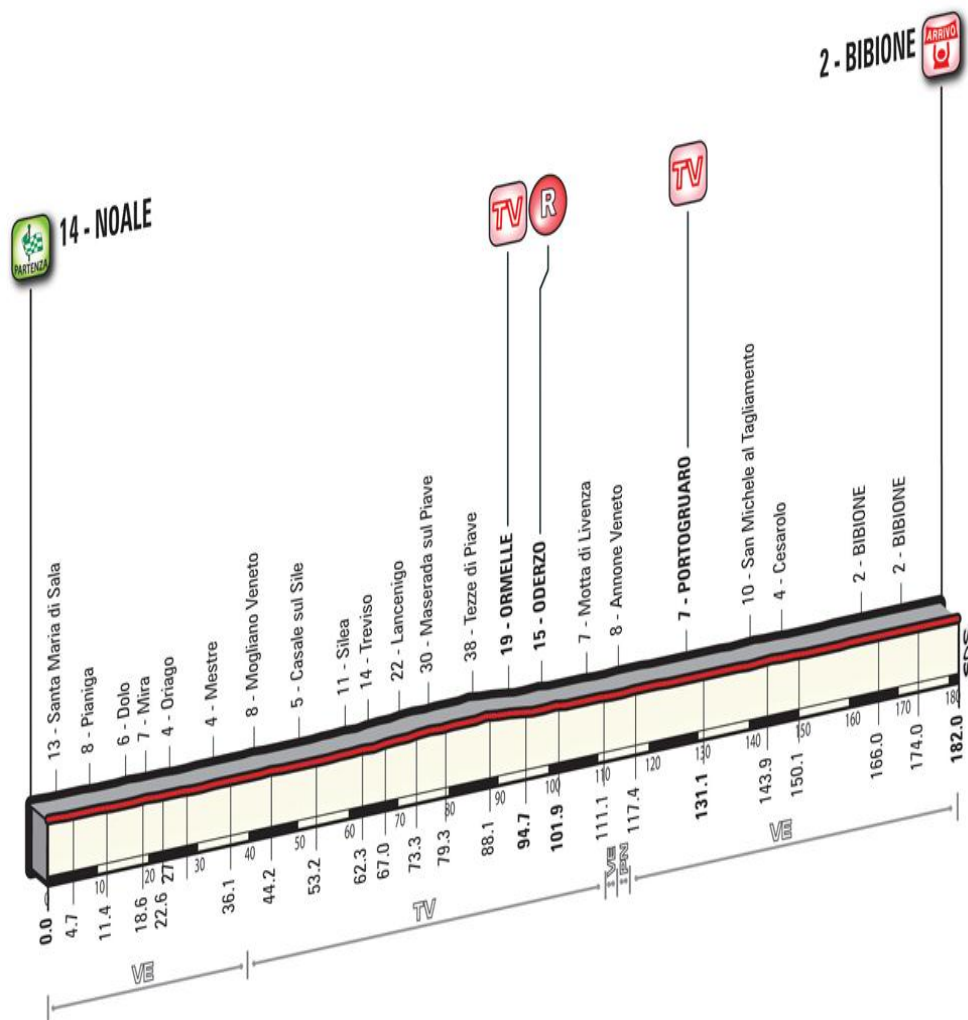 2 - BIBIONE
ARRIVO
14 - NOALE
PARTENZA
TV
R
TV
13 - Santa Maria di Sala
8 - Pianiga
6 - Dolo
7 - Mira
4 - Oriago
4 - Mestre
8 - Mogliano Veneto
5 - Casale sul Sile
11 - Silea
14 - Treviso
22 - Lancenigo
30 - Maserada sul Piave
38 - Tezze di Piave
19 - ORMELLE
15 - ODERZO
7 - Motta di Livenza
8 - Annone Veneto
7 - PORTOGRUARO
10 - San Michele al Tagliamento
4 - Cesarolo
2 - BIBIONE
2 - BIBIONE
SDS
0
10
20
30
40
50
60
70
80
90
100
110
120
130
140
150
160
170
180
0.0
4.7
11.4
18.6
22.6
27
36.1
44.2
53.2
62.3
67.0
73.3
79.3
88.1
94.7
101.9
111.1
117.4
131.1
143.9
150.1
166.0
174.0
182.0
VE
TV
VE
PN
VE